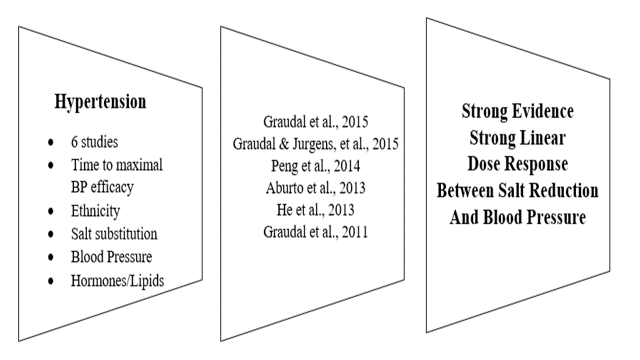 Hypertension
• 6 studies
• Time to maximal
BP efficacy
• Ethnicity
• Salt substitution
• Blood Pressure
• Hormones/Lipids
Graudal et al., 2015
Graudal & Jurgens, et al., 2015
Peng et al., 2014
Aburto et al., 2013
He et al., 2013
Graudal et al., 2011
Strong Evidence
Strong Linear
Dose Response
Between Salt Reduction
And Blood Pressure